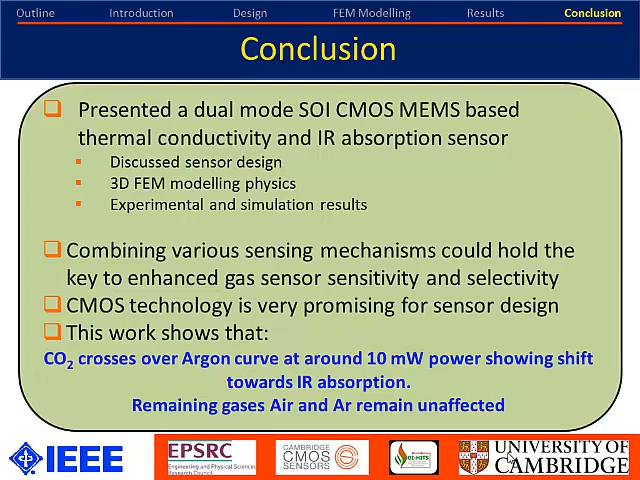 Outline Introduction Design FEM Modelling Results Conclusion
Conclusion
Presented a dual mode SOI CMOS MEMS based
thermal conductivity and IR absorption sensor
Discussed sensor design
3D FEM modelling physics
Experimental and simulation results
Combining various sensing mechanisms could hold the
key to enhanced gas sensor sensitivity and selectivity
CMOS technology is very promising for sensor design
This work shows that:
CO2 crosses over Argon curve at around 10 mW power showing shift
towards IR absorption.
Remaining gases Air and Ar remain unaffected
IEEE
EPSRC
Engineering and Physical Sciences
Research Council
CAMBRIDGE
CMOS
SENSORS
SOI-HITS
UNIVERSITY OF
CAMBRIDGE